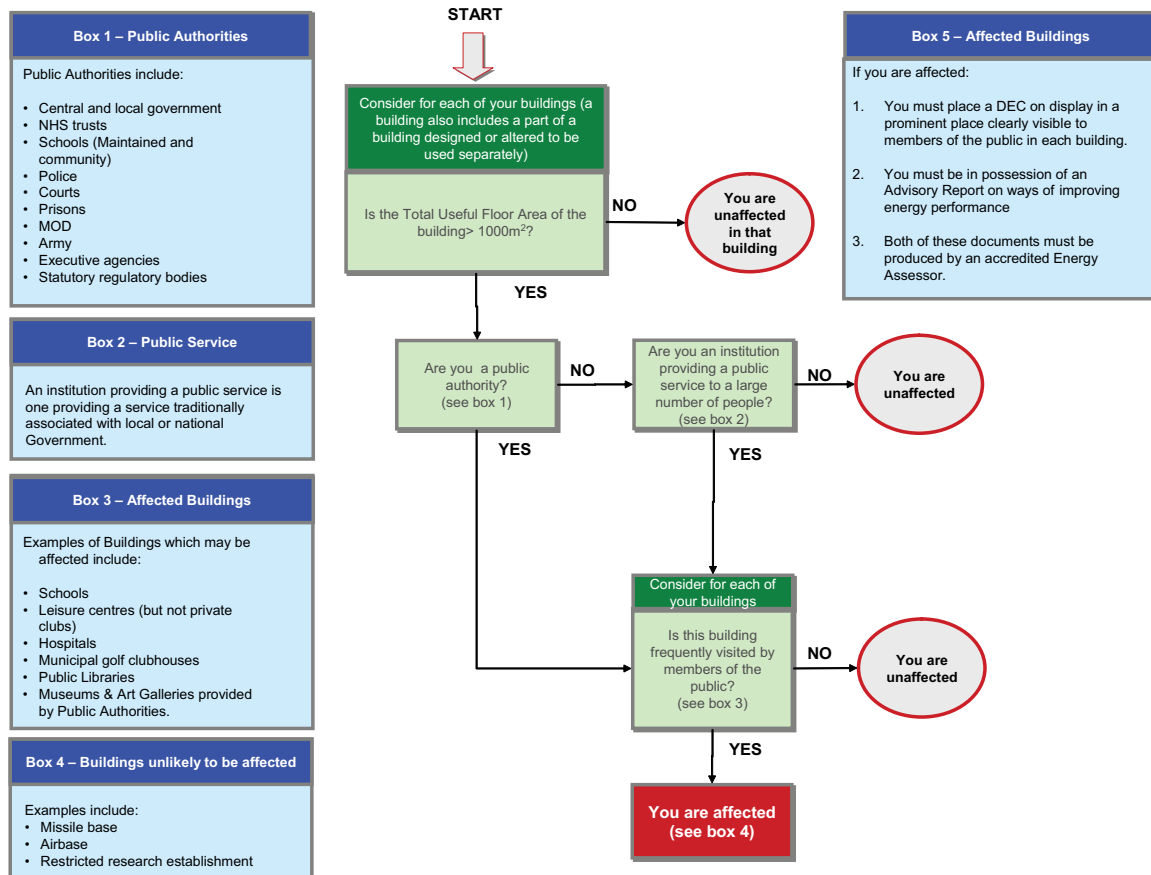 Box 1 – Public Authorities
Public Authorities include:
• Central and local government
• NHS trusts
• Schools (Maintained and
community)
• Police
• Courts
• Prisons
• MOD
• Army
• Executive agencies
• Statutory regulatory bodies
Box 2 – Public Service
An institution providing a public service is
one providing a service traditionally
associated with local or national
Government.
Box 3 – Affected Buildings
Examples of Buildings which may be
affected include:
• Schools
• Leisure centres (but not private
clubs)
• Hospitals
• Municipal golf clubhouses
• Public Libraries
• Museums & Art Galleries provided
by Public Authorities.
Box 4 – Buildings unlikely to be affected
Examples include:
• Missile base
• Airbase
• Restricted research establishment
START
Consider for each of your buildings (a
building also includes a part of a
building designed or altered to be
used separately)
Is the Total Useful Floor Area of the
building> 1000m²?
NO
You are
unaffected
in that
building
YES
Are you a public
authority?
(see box 1)
NO
Are you an institution
providing a public
service to a large
number of people?
(see box 2)
NO
You are
unaffected
YES
YES
Consider for each of
your buildings
Is this building
frequently visited by
members of the
public?
(see box 3)
NO
You are
unaffected
YES
You are affected
(see box 4)
Box 5 – Affected Buildings
If you are affected:
1. You must place a DEC on display in a
prominent place clearly visible to
members of the public in each building.
2. You must be in possession of an
Advisory Report on ways of improving
energy performance
3. Both of these documents must be
produced by an accredited Energy
Assessor.